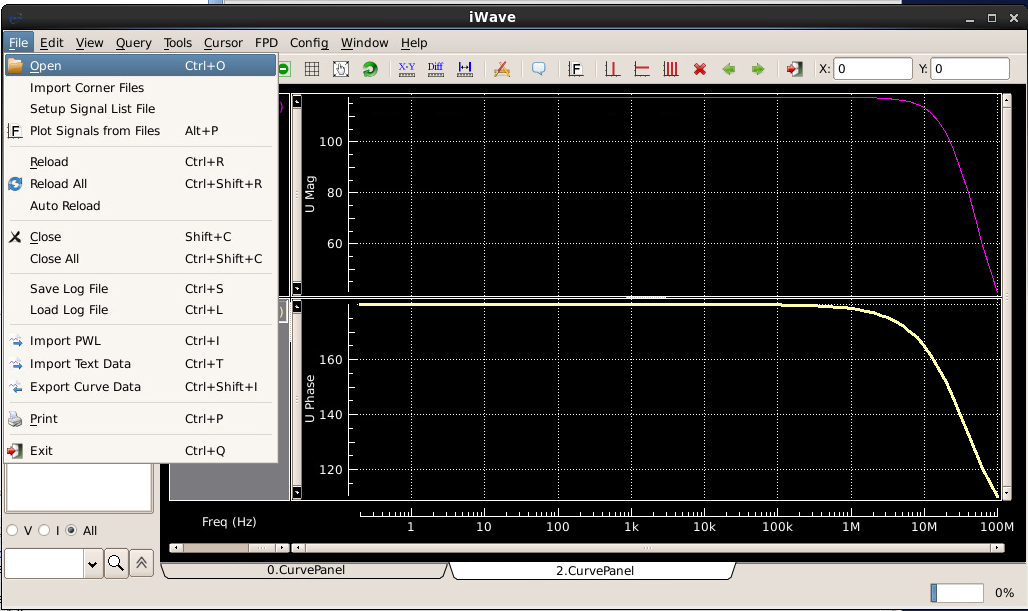 iWave
File Edit View Query Tools Cursor FPD Config Window Help
Open Ctrl+O
Import Corner Files
Setup Signal List File
F Plot Signals from Files Alt+P
Reload Ctrl+R
Reload All Ctrl+Shift+R
Auto Reload
Close Shift+C
Close All Ctrl+Shift+C
Save Log File Ctrl+S
Load Log File Ctrl+L
Import PWL Ctrl+I
Import Text Data Ctrl+T
Export Curve Data Ctrl+Shift+I
Print Ctrl+P
Exit Ctrl+Q
X-Y Diff F X: 0 Y: 0
U Mag
100
80
60
U Phase
160
140
120
Freq (Hz)
1 10 100 1k 10k 100k 1M 10M 100M
V I All
0.CurvePanel 2.CurvePanel
0%